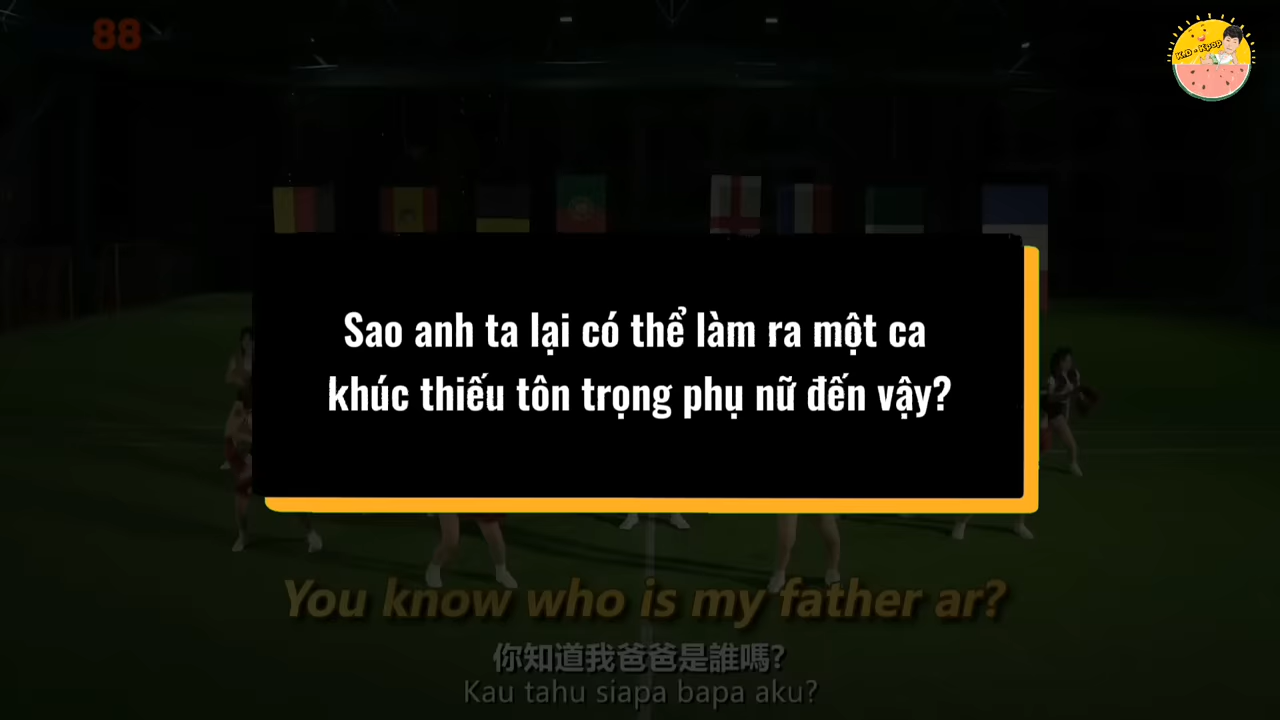 88
K.D - Kpop
Sao anh ta lại có thể làm ra một ca
khúc thiếu tôn trọng phụ nữ đến vậy?
You know who is my father ar?
你知道我爸爸是誰嗎?
Kau tahu siapa bapa aku?